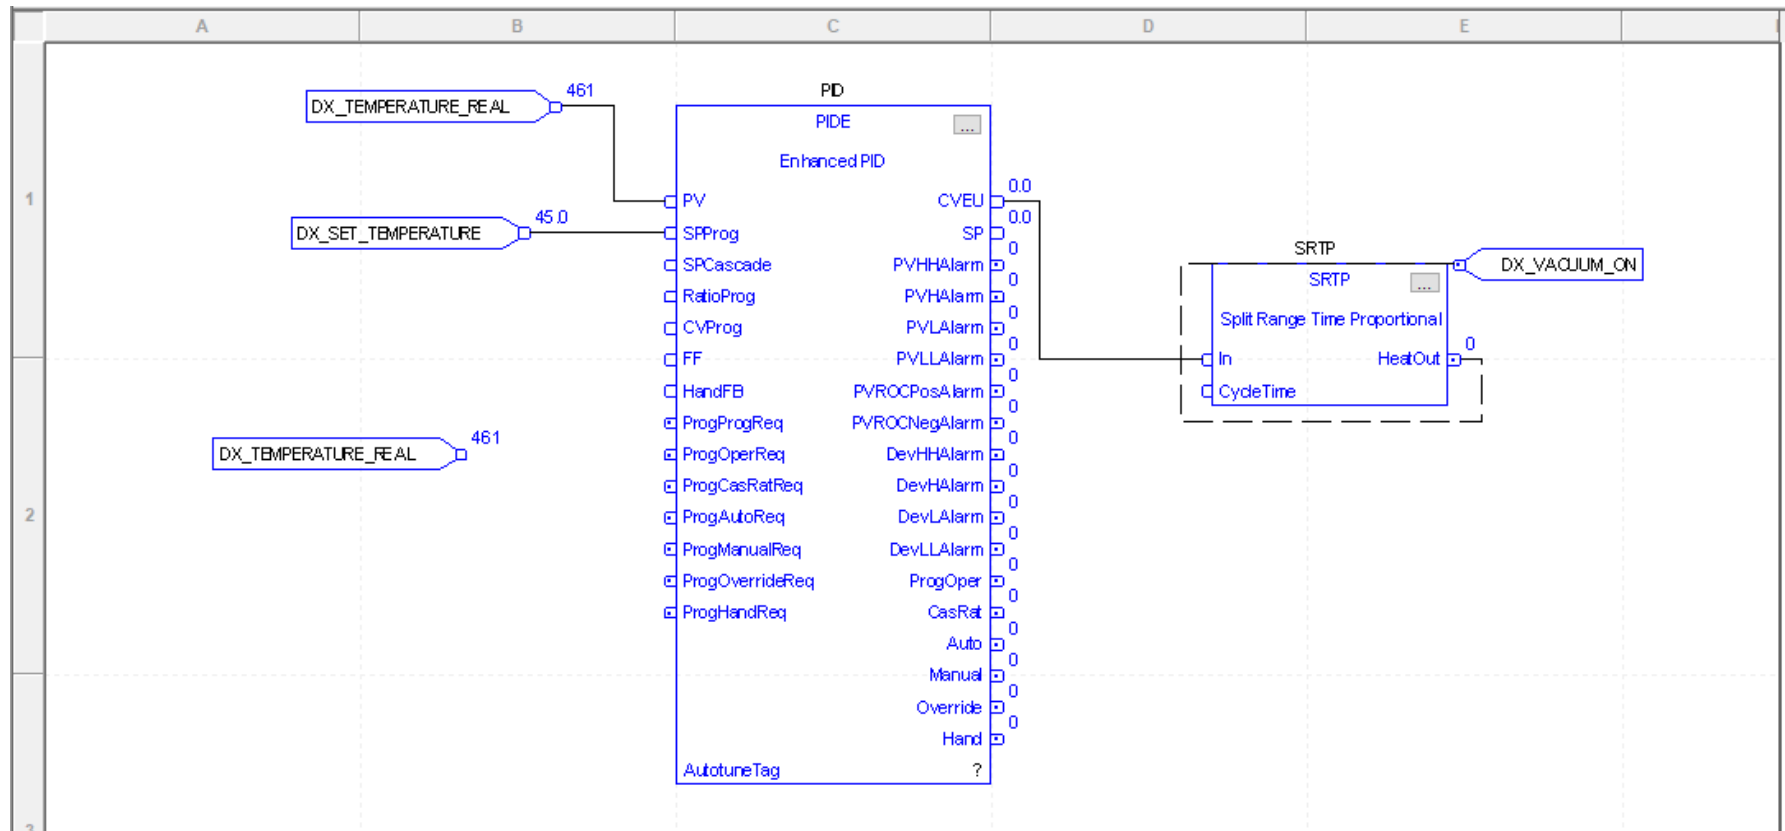 A B C D E
461
DX_TEMPERATURE_REAL
PID
PIDE
...
Enhanced PID
1
PV CVEU 0.0
DX_SET_TEMPERATURE 45.0
SPProg SP 0.0
SPCascade PVHHAlarm 0
RatioProg PVHAlarm 0
CVProg PVLAlarm 0
FF PVLLAlarm 0
HandFB PVROCPosAlarm 0
ProgProgReq PVROCNegAlarm 0
DX_TEMPERATURE_REAL 461
ProgOperReq DevHHAlarm 0
ProgCasRatReq DevHAlarm 0
2
ProgAutoReq DevLAlarm 0
ProgManualReq DevLLAlarm 0
ProgOverrideReq ProgOper 0
ProgHandReq CasRat 0
Auto 0
Manual 0
Override 0
Hand 0
AutotuneTag ?
SRTP
DX_VACUUM_ON
SRTP
...
Split Range Time Proportional
In HeatOut 0
CycleTime